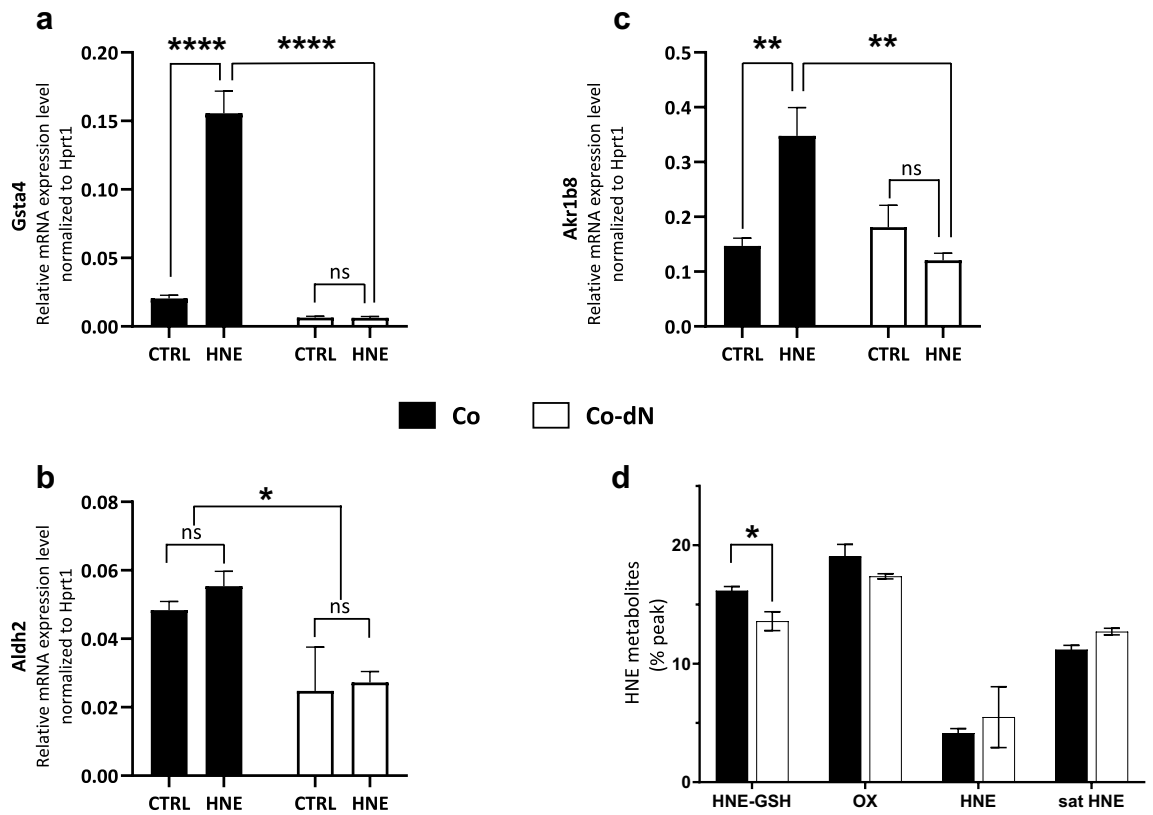 a
Gsta4
Relative mRNA expression level
normalized to Hprt1
0.20
0.15
0.10
0.05
0.00
**** ****
ns
CTRL HNE CTRL HNE
c
Akr1b8
Relative mRNA expression level
normalized to Hprt1
0.5
0.4
0.3
0.2
0.1
0.0
** **
ns
CTRL HNE CTRL HNE
Co Co-dN
b
Aldh2
Relative mRNA expression level
normalized to Hprt1
0.08
0.06
0.04
0.02
0.00
*
ns
ns
CTRL HNE CTRL HNE
d
HNE metabolites
(% peak)
20
10
0
*
HNE-GSH OX HNE sat HNE